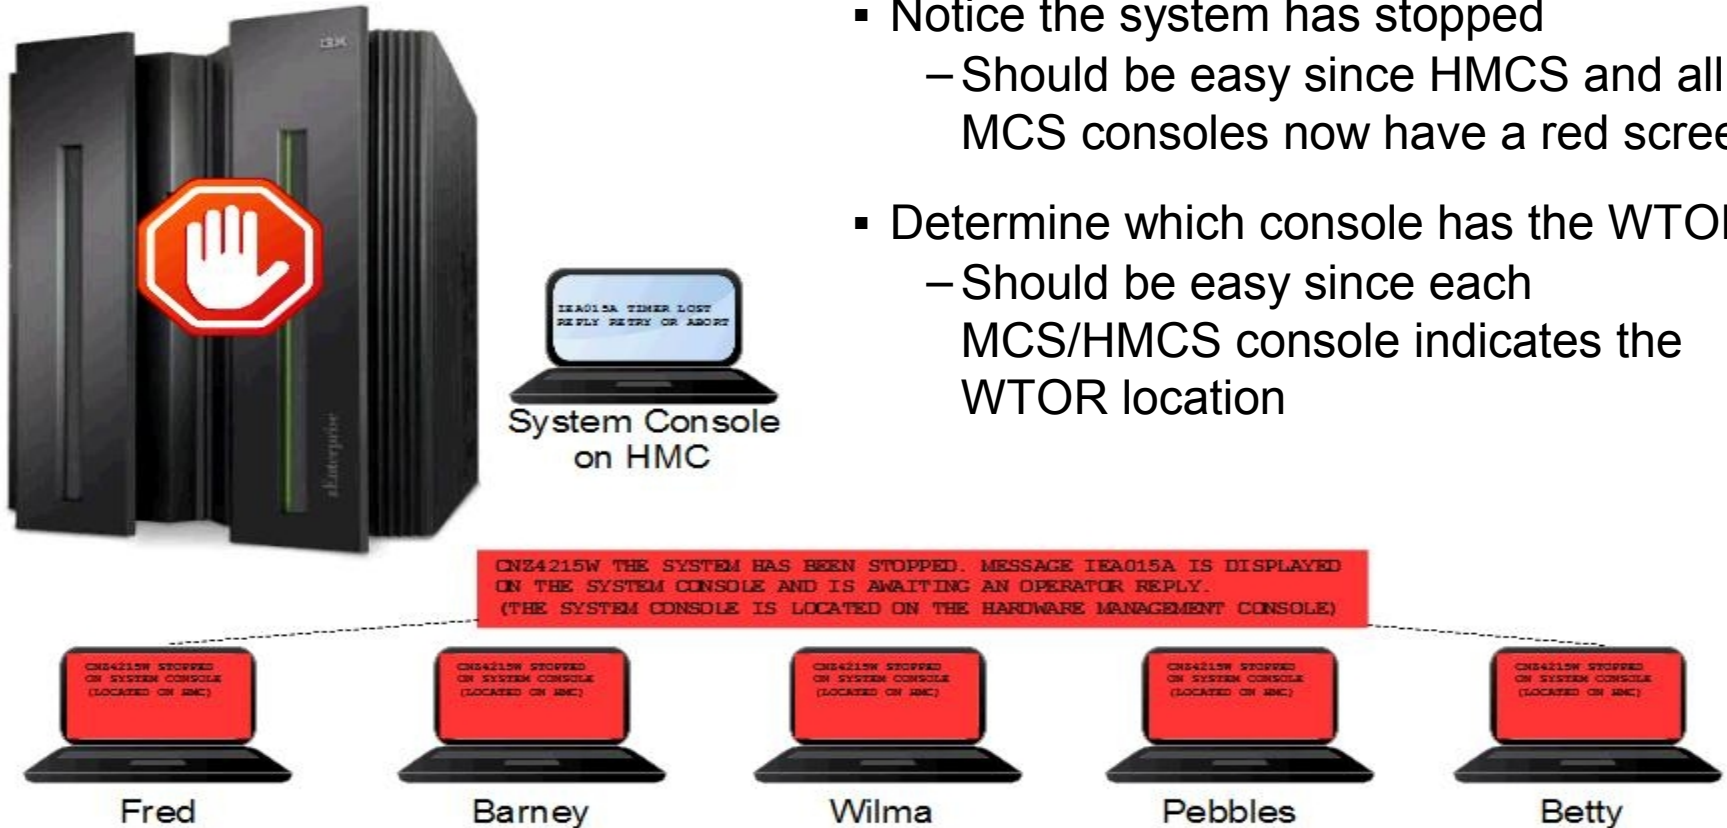 ▪ Notice the system has stopped
– Should be easy since HMCS and all
MCS consoles now have a red scree
▪ Determine which console has the WTO
– Should be easy since each
MCS/HMCS console indicates the
WTOR location
IBM
zEnterprise
IEA015A TIMER LOST
REPLY RETRY OR ABORT
System Console
on HMC
CNZ4215W THE SYSTEM HAS BEEN STOPPED. MESSAGE IEA015A IS DISPLAYED
ON THE SYSTEM CONSOLE AND IS AWAITING AN OPERATOR REPLY.
(THE SYSTEM CONSOLE IS LOCATED ON THE HARDWARE MANAGEMENT CONSOLE)
CNZ4215W STOPPED
ON SYSTEM CONSOLE
(LOCATED ON HMC)
CNZ4215W STOPPED
ON SYSTEM CONSOLE
(LOCATED ON HMC)
CNZ4215W STOPPED
ON SYSTEM CONSOLE
(LOCATED ON HMC)
CNZ4215W STOPPED
ON SYSTEM CONSOLE
(LOCATED ON HMC)
CNZ4215W STOPPED
ON SYSTEM CONSOLE
(LOCATED ON HMC)
Fred
Barney
Wilma
Pebbles
Betty